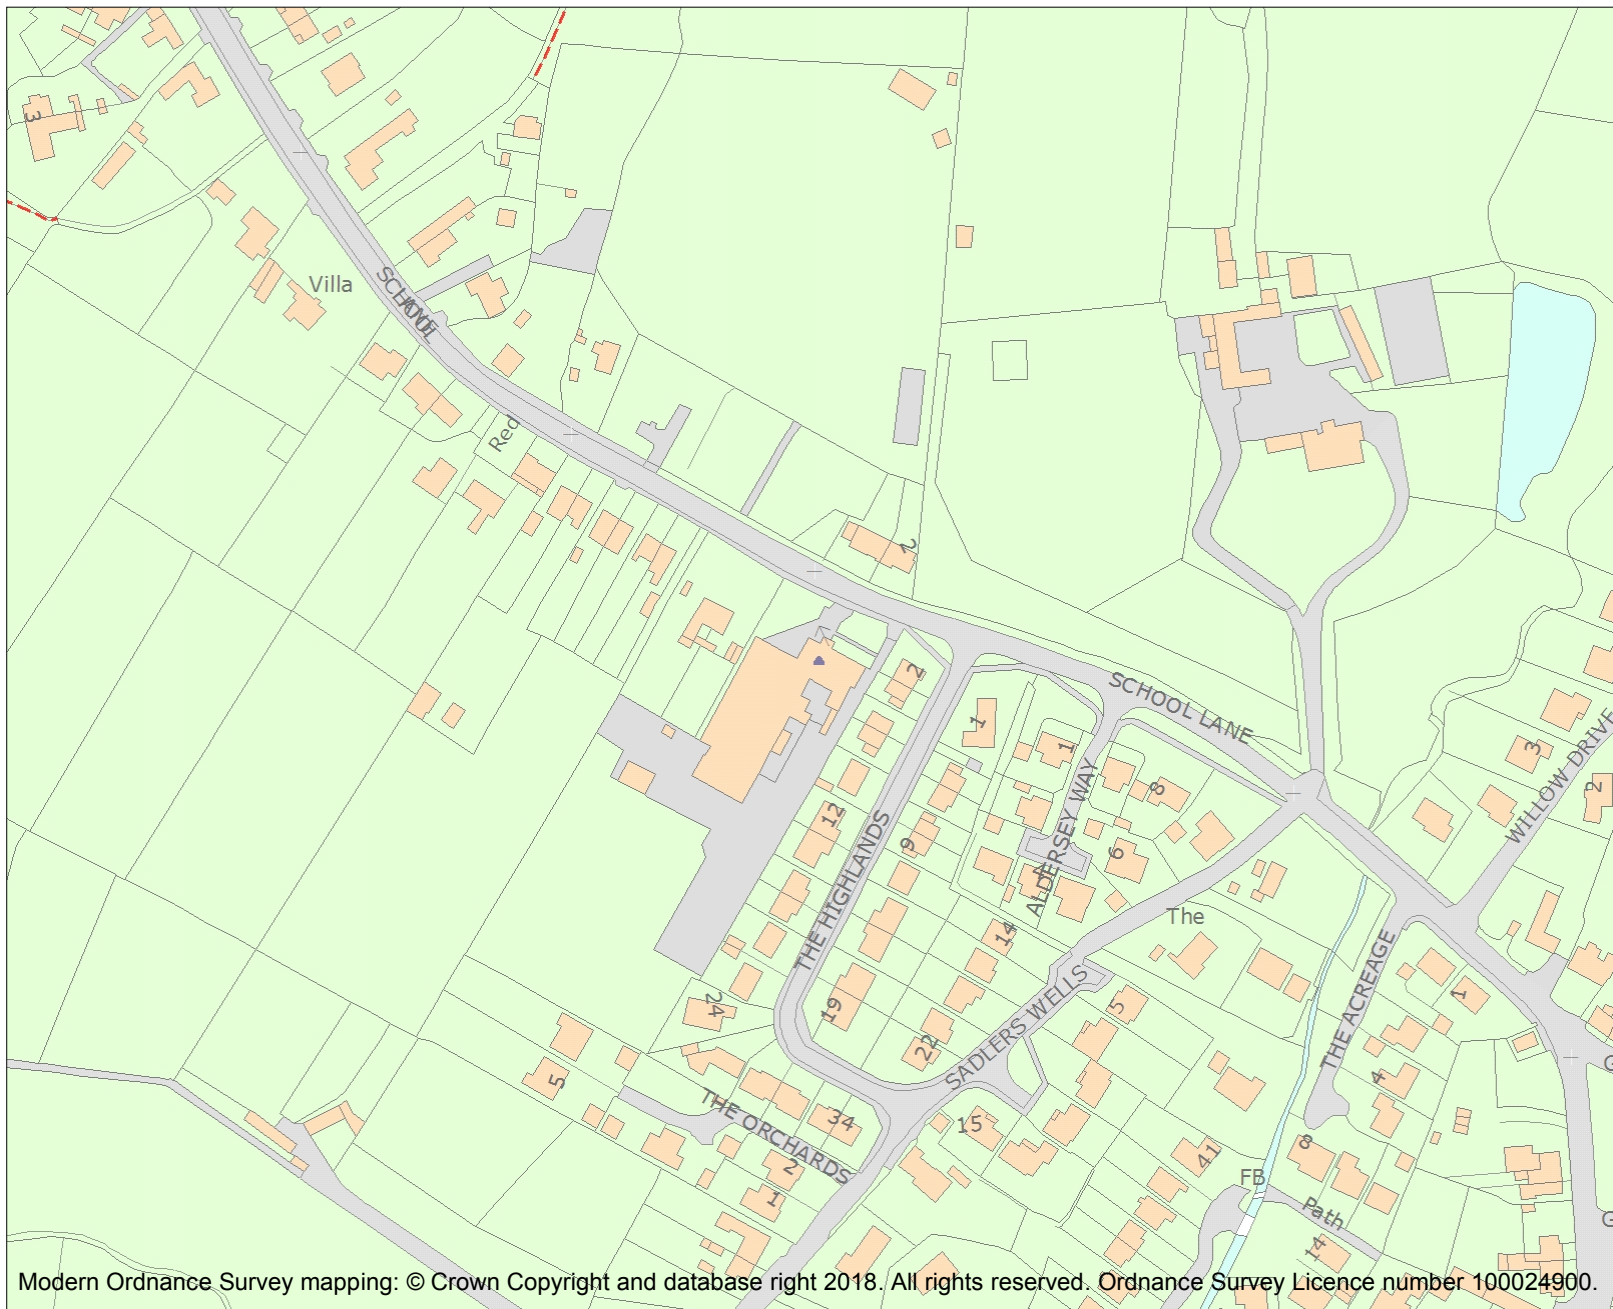 3
Villa
SCHOOL
LANE
Red
2
2
SCHOOL LANE
1
1
3
WILLOW DRIVE
2
8
12
9
ALDERSEY WAY
6
THE HIGHLANDS
The
14
24
19
SADLERS WELLS
5
THE ACREAGE
1
22
5
4
THE ORCHARDS
34
15
2
1
41
8
FB
Path
14
Modern Ordnance Survey mapping: © Crown Copyright and database right 2018. All rights reserved. Ordnance Survey Licence number 100024900.